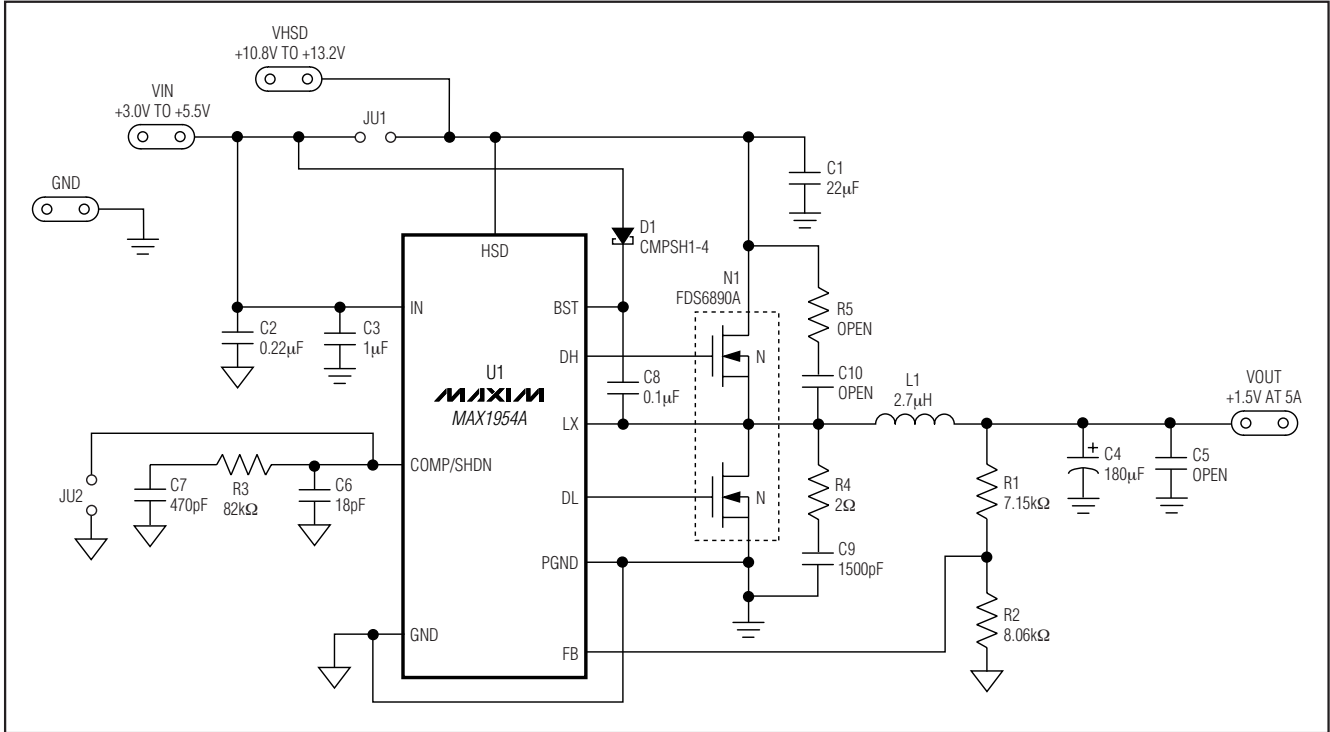 VHSD
+10.8V TO +13.2V
VIN
+3.0V TO +5.5V
JU1
GND
C1
22µF
D1
CMPSH1-4
HSD
N1
FDS6890A
R5
OPEN
IN
BST
C2
0.22µF
C3
1µF
DH
N
C10
OPEN
U1
MAXIM
MAX1954A
C8
0.1µF
L1
2.7µH
VOUT
+1.5V AT 5A
LX
COMP/SHDN
JU2
C7
470pF
R3
82kΩ
C6
18pF
DL
N
R4
2Ω
R1
7.15kΩ
+
C4
180µF
C5
OPEN
PGND
C9
1500pF
GND
FB
R2
8.06kΩ